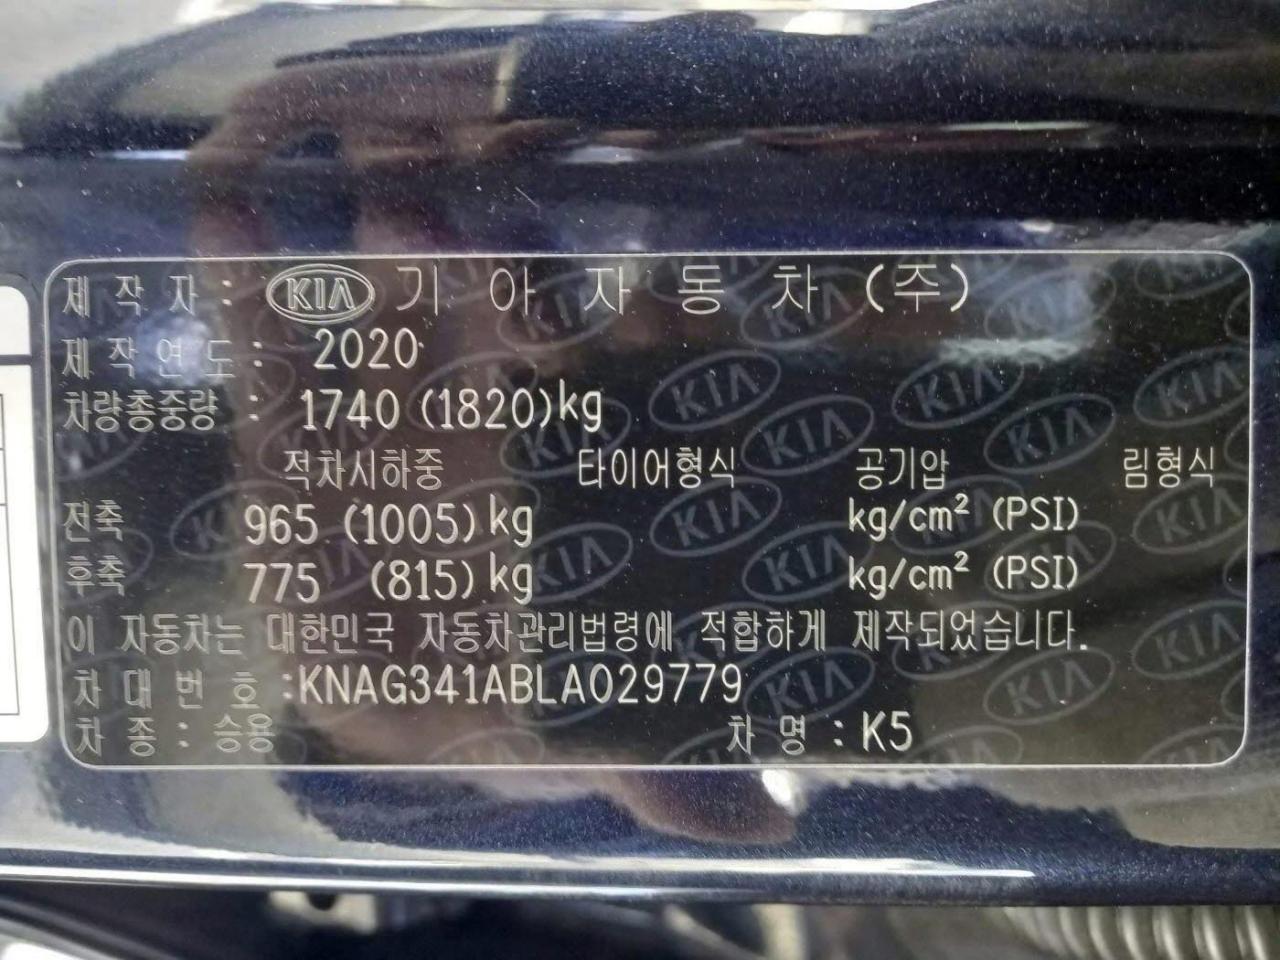 제작자 : KIA 기아자동차(주)
제작연도 : 2020
차량총중량 : 1740 (1820)kg
적차시하중 타이어형식 공기압 림형식
전축 965 (1005)kg kg/cm² (PSI)
후축 775 (815)kg kg/cm² (PSI)
이 자동차는 대한민국 자동차관리법령에 적합하게 제작되었습니다.
차대번호 :KNAG341ABLA029779
차종 : 승용 차명 : K5